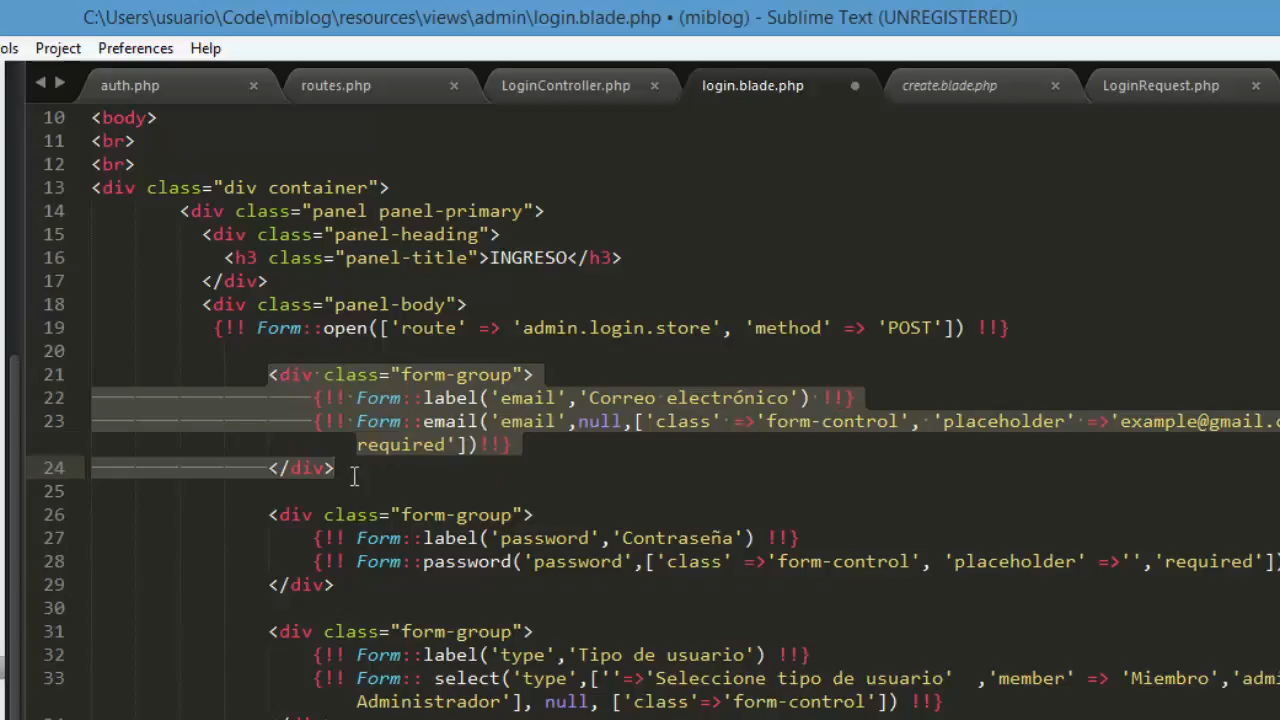 C:\Users\usuario\Code\miblog\resources\views\admin\login.blade.php • (miblog) - Sublime Text (UNREGISTERED)
ols Project Preferences Help
auth.php × routes.php × LoginController.php × login.blade.php create.blade.php × LoginRequest.php ×
10 <body>
11 <br>
12 <br>
13 <div class="div container">
14 <div class="panel panel-primary">
15 <div class="panel-heading">
16 <h3 class="panel-title">INGRESO</h3>
17 </div>
18 <div class="panel-body">
19 {!! Form::open(['route' => 'admin.login.store', 'method' => 'POST']) !!}
20
21 <div class="form-group">
22 {!! Form::label('email','Correo electrónico') !!}
23 {!! Form::email('email',null,['class' =>'form-control', 'placeholder' =>'example@gmail.c
required'])!!}
24 </div>
25
26 <div class="form-group">
27 {!! Form::label('password','Contraseña') !!}
28 {!! Form::password('password',['class' =>'form-control', 'placeholder' =>'','required'])
29 </div>
30
31 <div class="form-group">
32 {!! Form::label('type','Tipo de usuario') !!}
33 {!! Form:: select('type',[''=>'Seleccione tipo de usuario' ,'member' => 'Miembro','admi
Administrador'], null, ['class'=>'form-control']) !!}